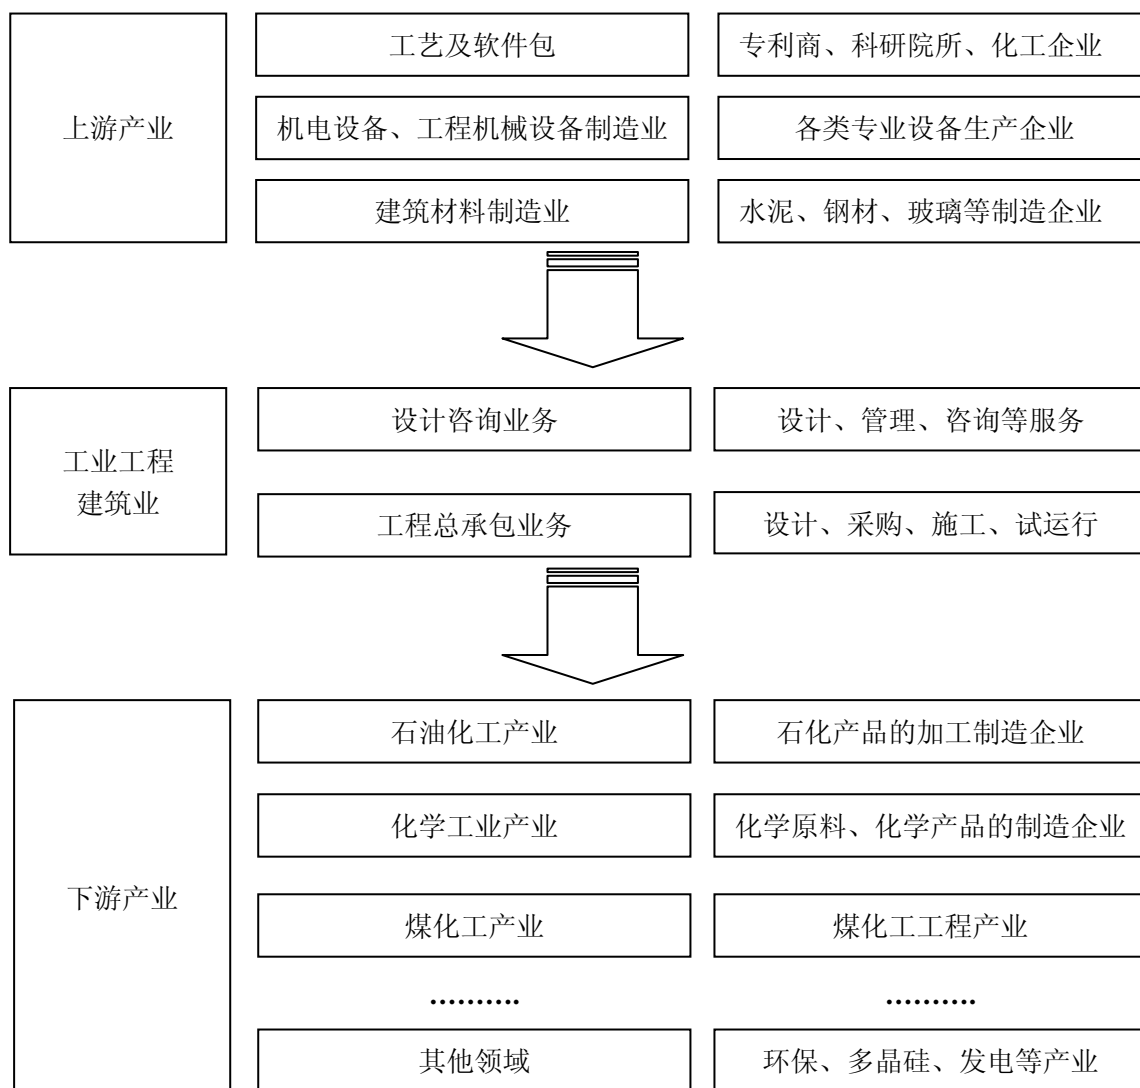 上游产业
工艺及软件包
专利商、科研院所、化工企业
机电设备、工程机械设备制造业
各类专业设备生产企业
建筑材料制造业
水泥、钢材、玻璃等制造企业
工业工程
建筑业
设计咨询业务
设计、管理、咨询等服务
工程总承包业务
设计、采购、施工、试运行
下游产业
石油化工产业
石化产品的加工制造企业
化学工业产业
化学原料、化学产品的制造企业
煤化工产业
煤化工工程产业
..........
..........
其他领域
环保、多晶硅、发电等产业